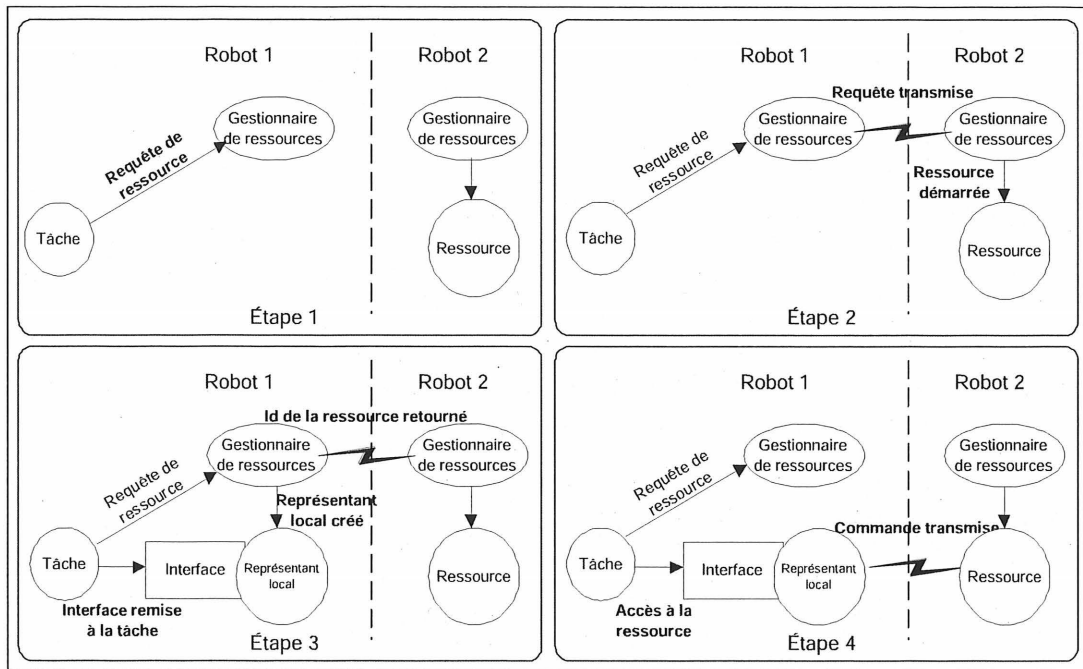 Robot 1
Robot 2
Gestionnaire
de ressources
Gestionnaire
de ressources
Requête de
ressource
Tâche
Ressource
Étape 1
Robot 1
Robot 2
Requête transmise
Gestionnaire
de ressources
Gestionnaire
de ressources
Requête de
ressource
Ressource
démarrée
Tâche
Ressource
Étape 2
Robot 1
Robot 2
Id de la ressource retourné
Gestionnaire
de ressources
Gestionnaire
de ressources
Requête de
ressource
Représentant
local créé
Tâche
Interface
Représentant
local
Ressource
Interface remise
à la tâche
Étape 3
Robot 1
Robot 2
Gestionnaire
de ressources
Gestionnaire
de ressources
Requête de
ressource
Commande transmise
Tâche
Interface
Représentant
local
Ressource
Accès à la
ressource
Étape 4